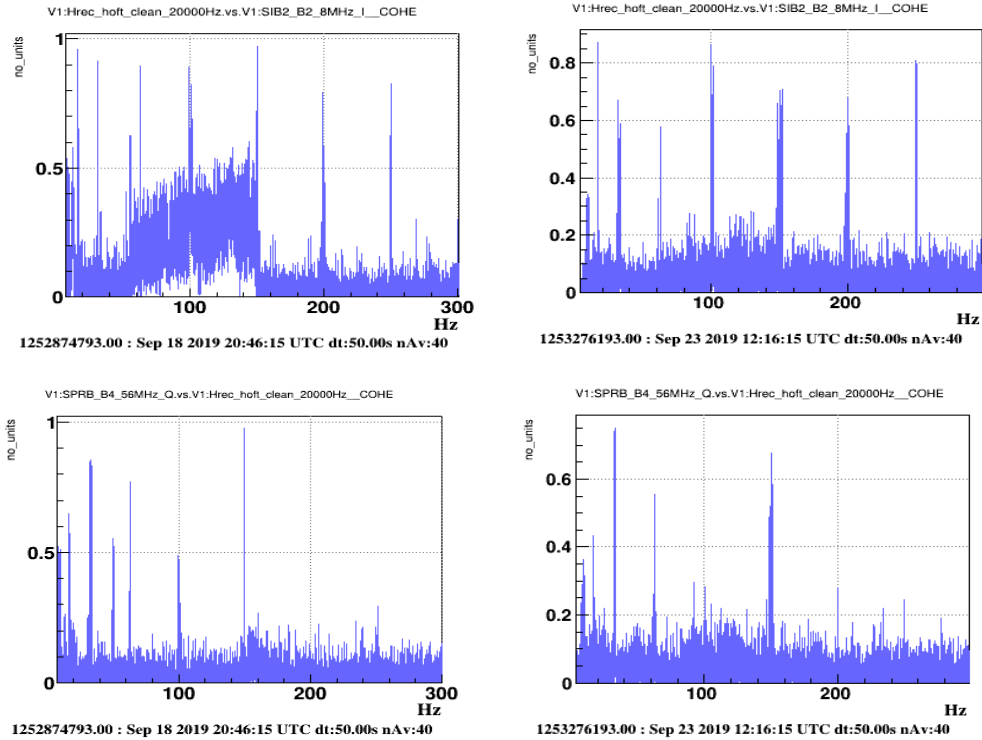 V1:Hrec_hoft_clean_20000Hz.vs.V1:SIB2_B2_8MHz_I__COHE
no_units
1
0.5
0
100
200
300
Hz
1252874793.00 : Sep 18 2019 20:46:15 UTC dt:50.00s nAv:40
V1:Hrec_hoft_clean_20000Hz.vs.V1:SIB2_B2_8MHz_I__COHE
no_units
0.8
0.6
0.4
0.2
0
100
200
Hz
1253276193.00 : Sep 23 2019 12:16:15 UTC dt:50.00s nAv:40
V1:SPRB_B4_56MHz_Q.vs.V1:Hrec_hoft_clean_20000Hz__COHE
no_units
1
0.5
0
100
200
300
Hz
1252874793.00 : Sep 18 2019 20:46:15 UTC dt:50.00s nAv:40
V1:SPRB_B4_56MHz_Q.vs.V1:Hrec_hoft_clean_20000Hz__COHE
no_units
0.6
0.4
0.2
0
100
200
Hz
1253276193.00 : Sep 23 2019 12:16:15 UTC dt:50.00s nAv:40